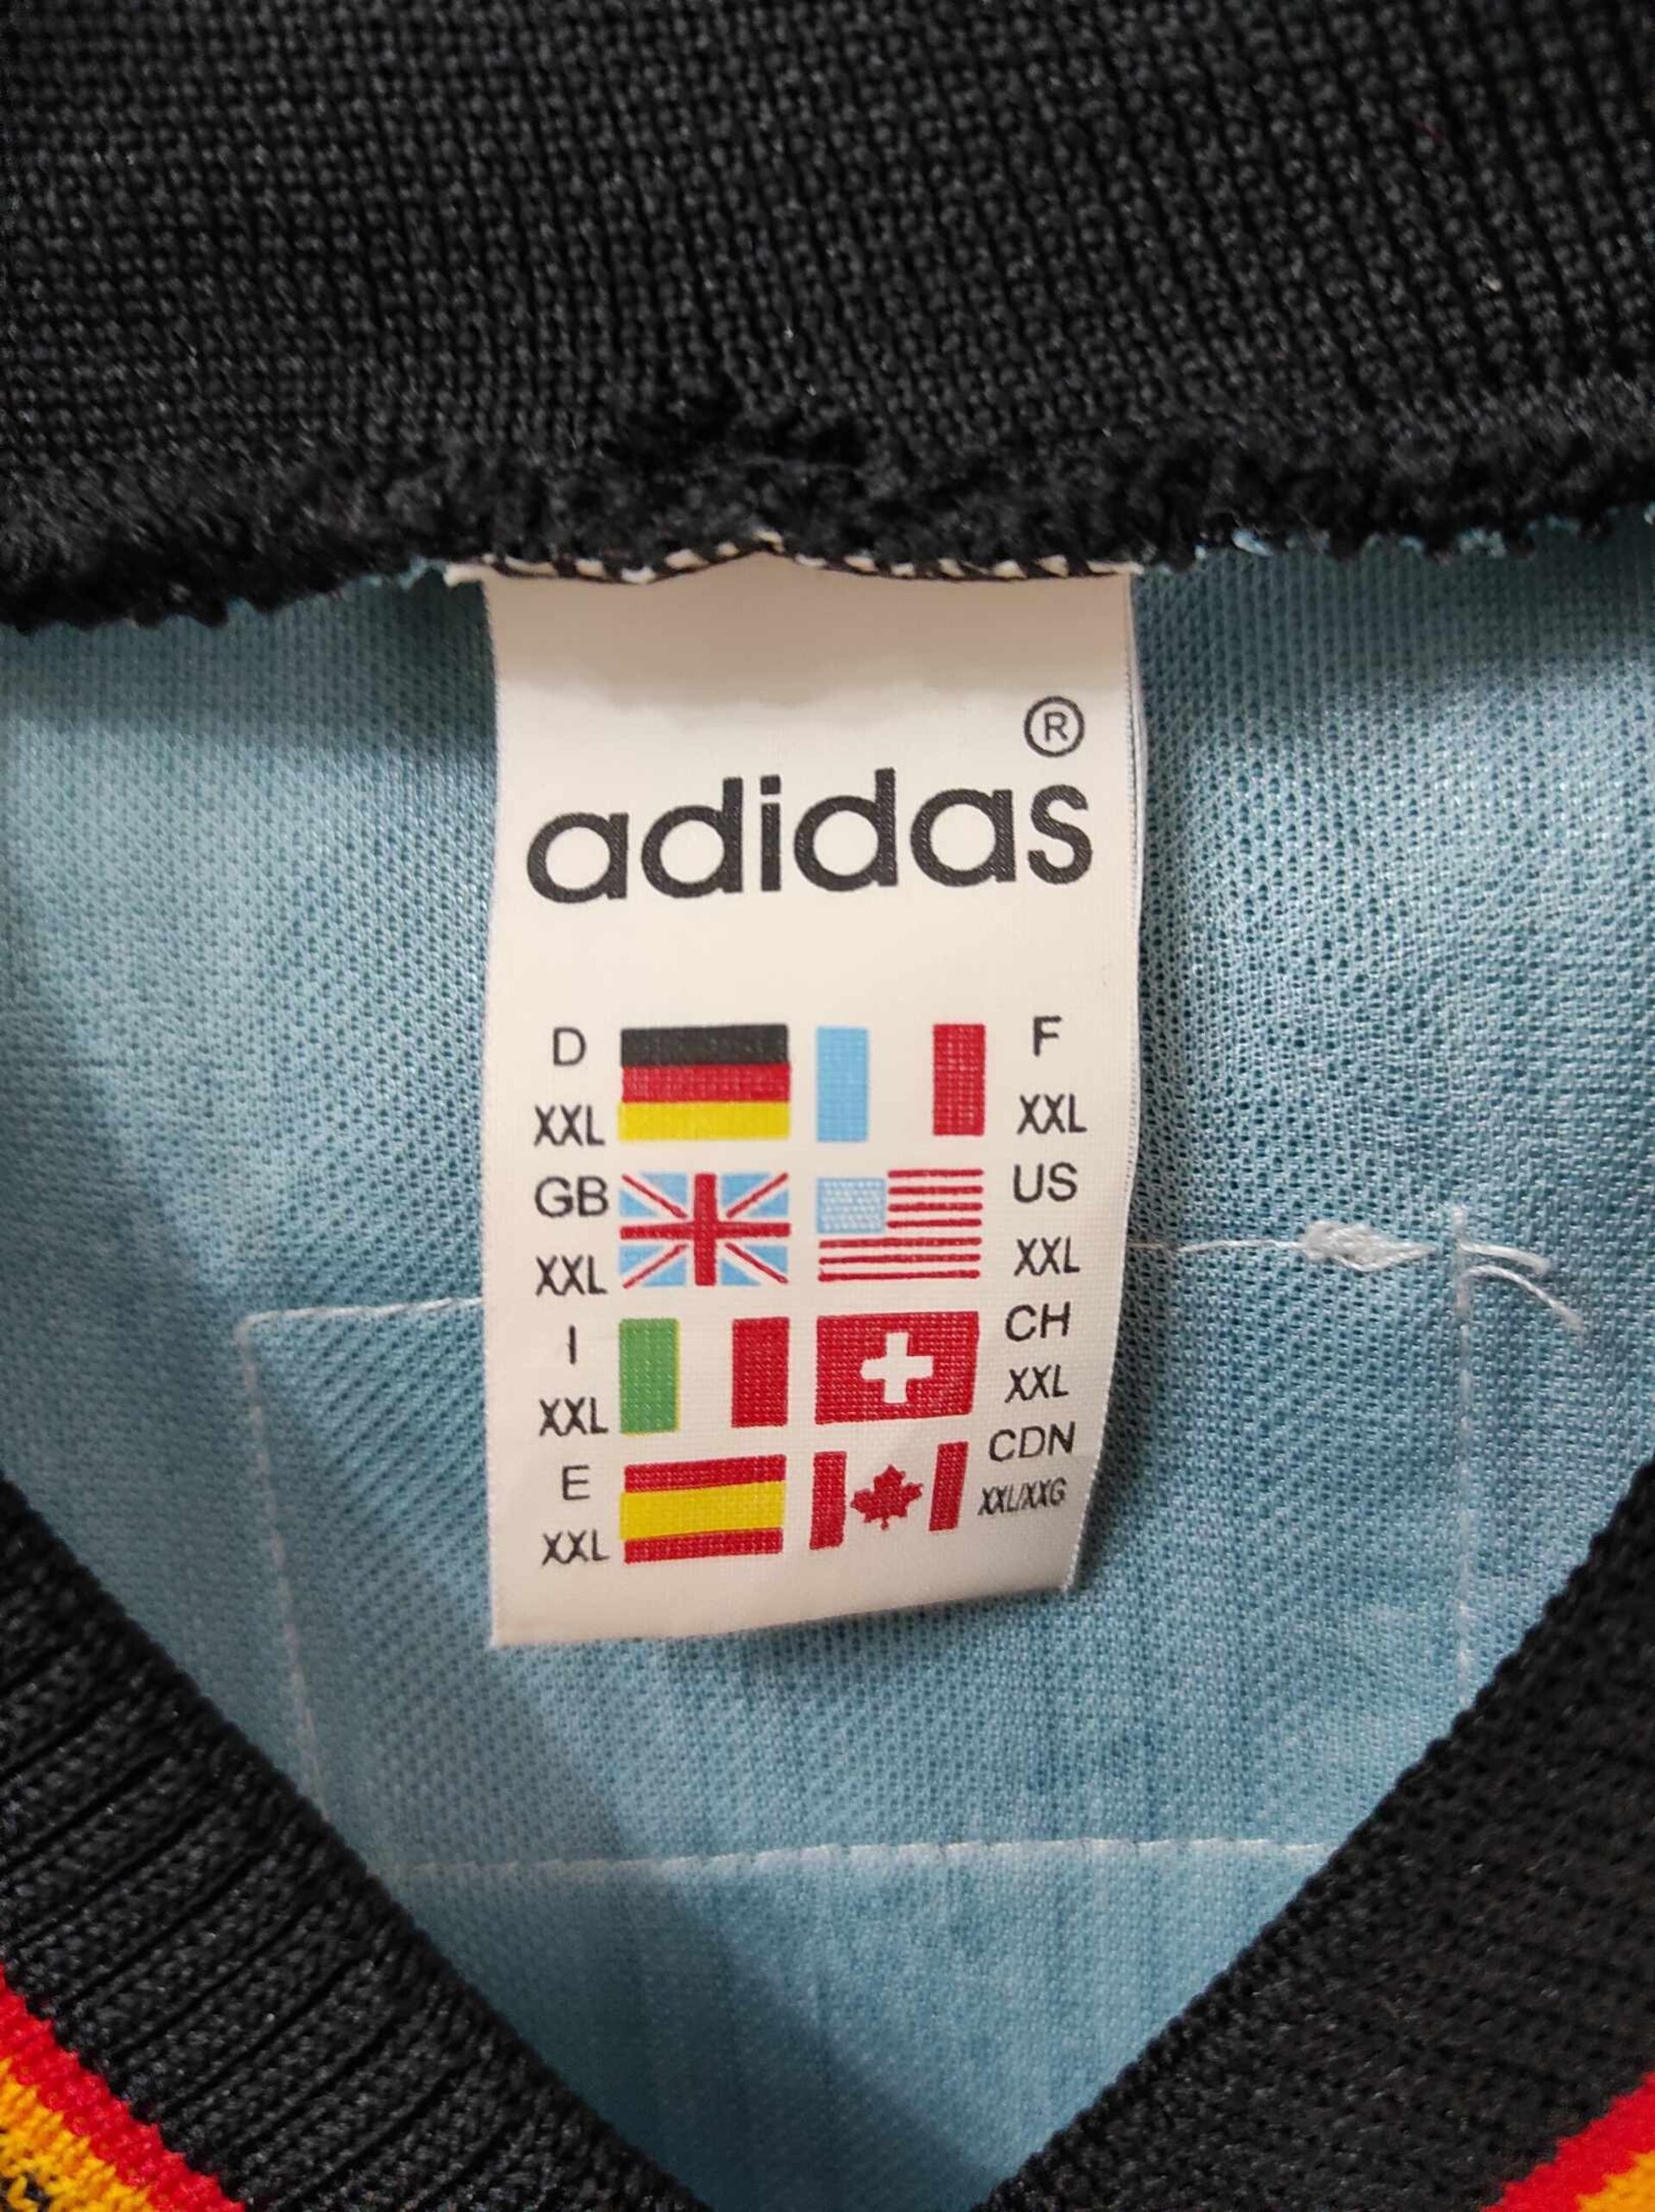 ®
adidas
D F
XXL XXL
GB US
XXL XXL
I CH
XXL XXL
E CDN
XXL XXL/XXG